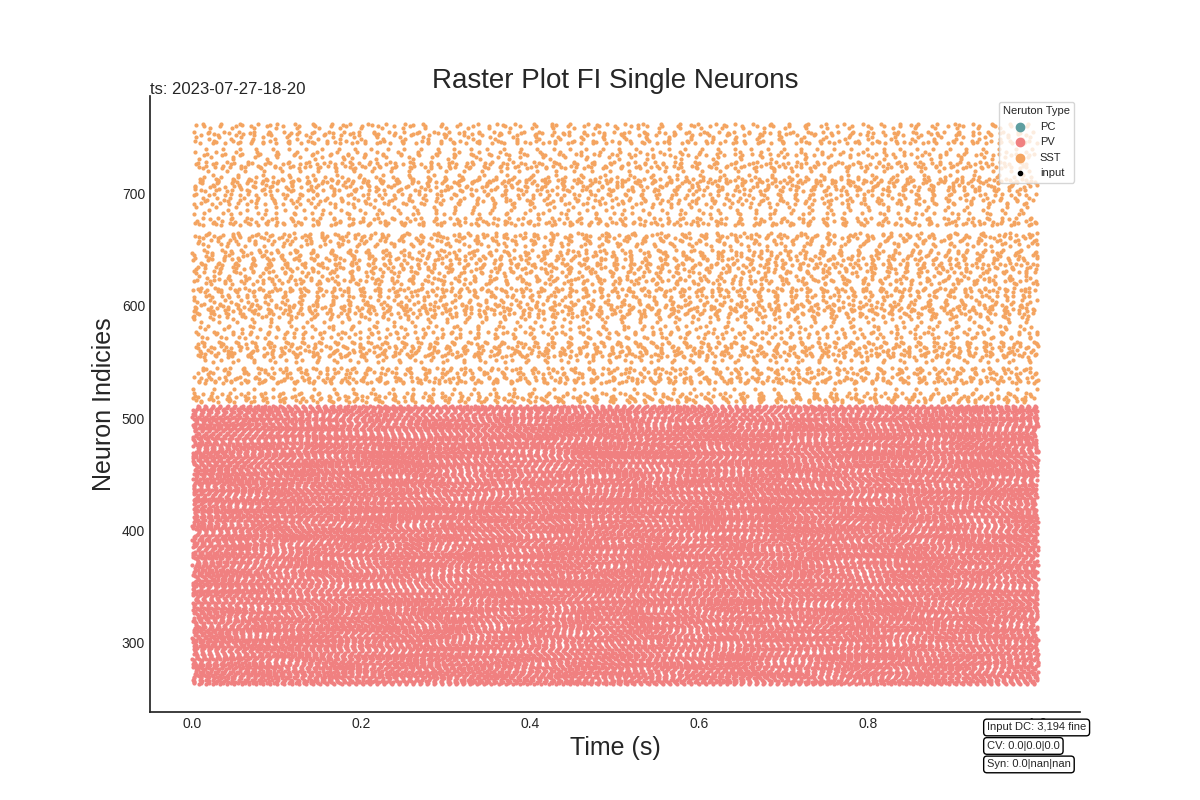 Raster Plot FI Single Neurons
ts: 2023-07-27-18-20
Neruton Type
PC
PV
SST
input
Neuron Indicies
700
600
500
400
300
0.0 0.2 0.4 0.6 0.8
Time (s)
Input DC: 3,194 fine
CV: 0.0|0.0|0.0
Syn: 0.0|nan|nan